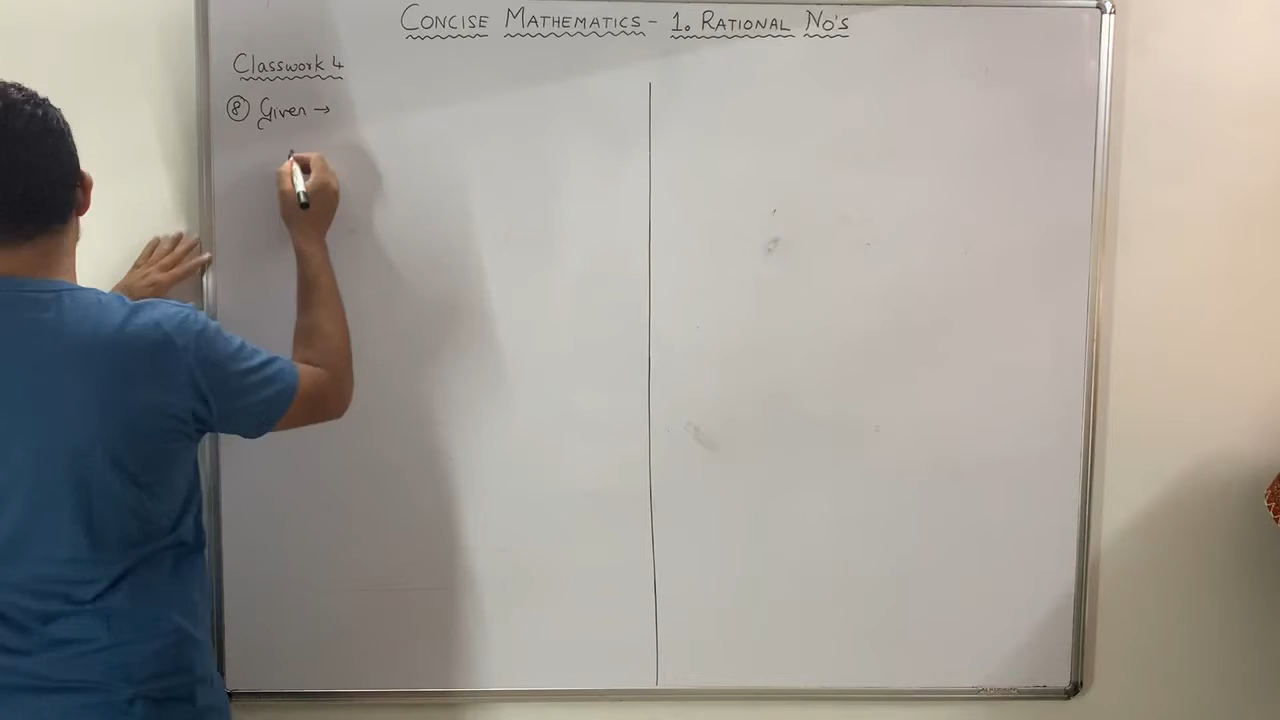 CONCISE MATHEMATICS - 1. RATIONAL NO'S
Classwork 4
⑧ Given →